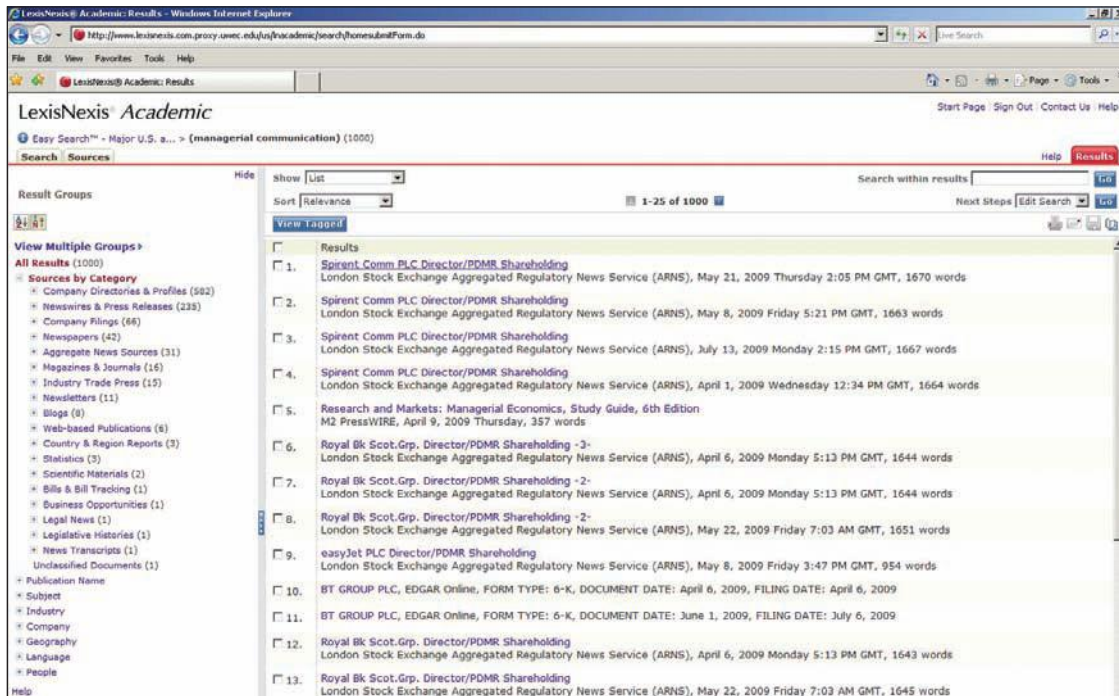 LexisNexis® Academic: Results - Windows Internet Explorer
http://www.lexisnexis.com.proxy.uwec.edu/us/lnacademic/search/homesubmitForm.do
Live Search
File Edit View Favorites Tools Help
LexisNexis® Academic: Results
Page Tools
LexisNexis® Academic
Start Page Sign Out Contact Us Help
Easy Search™ - Major U.S. a... > (managerial communication) (1000)
Search Sources
Help Results
Hide
Show List
Search within results Go
Result Groups
Sort Relevance
1-25 of 1000
Next Steps Edit Search Go
View Tagged
View Multiple Groups
Results
All Results (1000)
Sources by Category
Company Directories & Profiles (582)
Newswires & Press Releases (235)
Company Filings (66)
Newspapers (42)
Aggregate News Sources (31)
Magazines & Journals (16)
Industry Trade Press (15)
Newsletters (11)
Blogs (8)
Web-based Publications (6)
Country & Region Reports (3)
Statistics (3)
Scientific Materials (2)
Bills & Bill Tracking (1)
Business Opportunities (1)
Legal News (1)
Legislative Histories (1)
News Transcripts (1)
Unclassified Documents (1)
Publication Name
Subject
Industry
Company
Geography
Language
People
Help
1. Spirent Comm PLC Director/PDMR Shareholding
London Stock Exchange Aggregated Regulatory News Service (ARNS), May 21, 2009 Thursday 2:05 PM GMT, 1670 words
2. Spirent Comm PLC Director/PDMR Shareholding
London Stock Exchange Aggregated Regulatory News Service (ARNS), May 8, 2009 Friday 5:21 PM GMT, 1663 words
3. Spirent Comm PLC Director/PDMR Shareholding
London Stock Exchange Aggregated Regulatory News Service (ARNS), July 13, 2009 Monday 2:15 PM GMT, 1667 words
4. Spirent Comm PLC Director/PDMR Shareholding
London Stock Exchange Aggregated Regulatory News Service (ARNS), April 1, 2009 Wednesday 12:34 PM GMT, 1664 words
5. Research and Markets: Managerial Economics, Study Guide, 6th Edition
M2 PressWIRE, April 9, 2009 Thursday, 357 words
6. Royal Bk Scot.Grp. Director/PDMR Shareholding -3-
London Stock Exchange Aggregated Regulatory News Service (ARNS), April 6, 2009 Monday 5:13 PM GMT, 1644 words
7. Royal Bk Scot.Grp. Director/PDMR Shareholding -2-
London Stock Exchange Aggregated Regulatory News Service (ARNS), April 6, 2009 Monday 5:13 PM GMT, 1644 words
8. Royal Bk Scot.Grp. Director/PDMR Shareholding -2-
London Stock Exchange Aggregated Regulatory News Service (ARNS), May 22, 2009 Friday 7:03 AM GMT, 1651 words
9. easyJet PLC Director/PDMR Shareholding
London Stock Exchange Aggregated Regulatory News Service (ARNS), May 8, 2009 Friday 3:47 PM GMT, 954 words
10. BT GROUP PLC, EDGAR Online, FORM TYPE: 6-K, DOCUMENT DATE: April 6, 2009, FILING DATE: April 6, 2009
11. BT GROUP PLC, EDGAR Online, FORM TYPE: 6-K, DOCUMENT DATE: June 1, 2009, FILING DATE: July 6, 2009
12. Royal Bk Scot.Grp. Director/PDMR Shareholding
London Stock Exchange Aggregated Regulatory News Service (ARNS), April 6, 2009 Monday 5:13 PM GMT, 1643 words
13. Royal Bk Scot.Grp. Director/PDMR Shareholding
London Stock Exchange Aggregated Regulatory News Service (ARNS), May 22, 2009 Friday 7:03 AM GMT, 1645 words